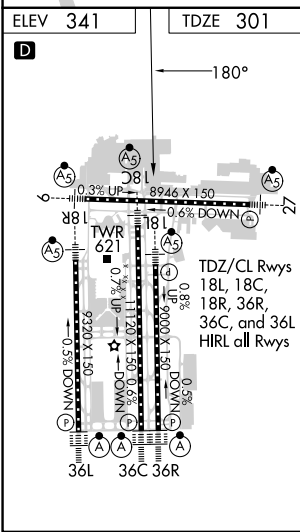 ELEV 341
TDZE 301
D
180°
A5
A5
A5
18C
0.3% UP
8946 X 150
0.6% DOWN
P
9
27
18R
18L
A5
A5
TWR
621
P
TDZ/CL Rwys
18L, 18C,
18R, 36R,
36C, and 36L
HIRL all Rwys
0.7% UP
0.8%
UP
9320 X 150
11120 X 150
9000 X 150
0.5% DOWN
0.6%
DOWN
0.5%
DOWN
P
P
P
A
A
A
36L
36C
36R